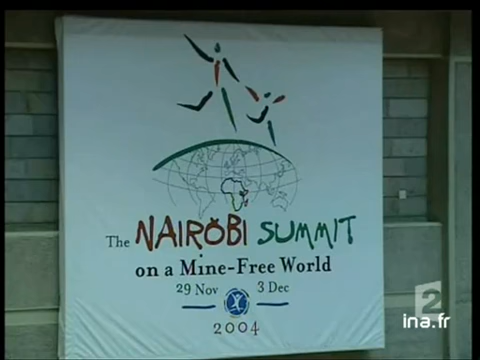 The NAIROBI SUMMIT
on a Mine-Free World
29 Nov 3 Dec
2004
2
ina.fr